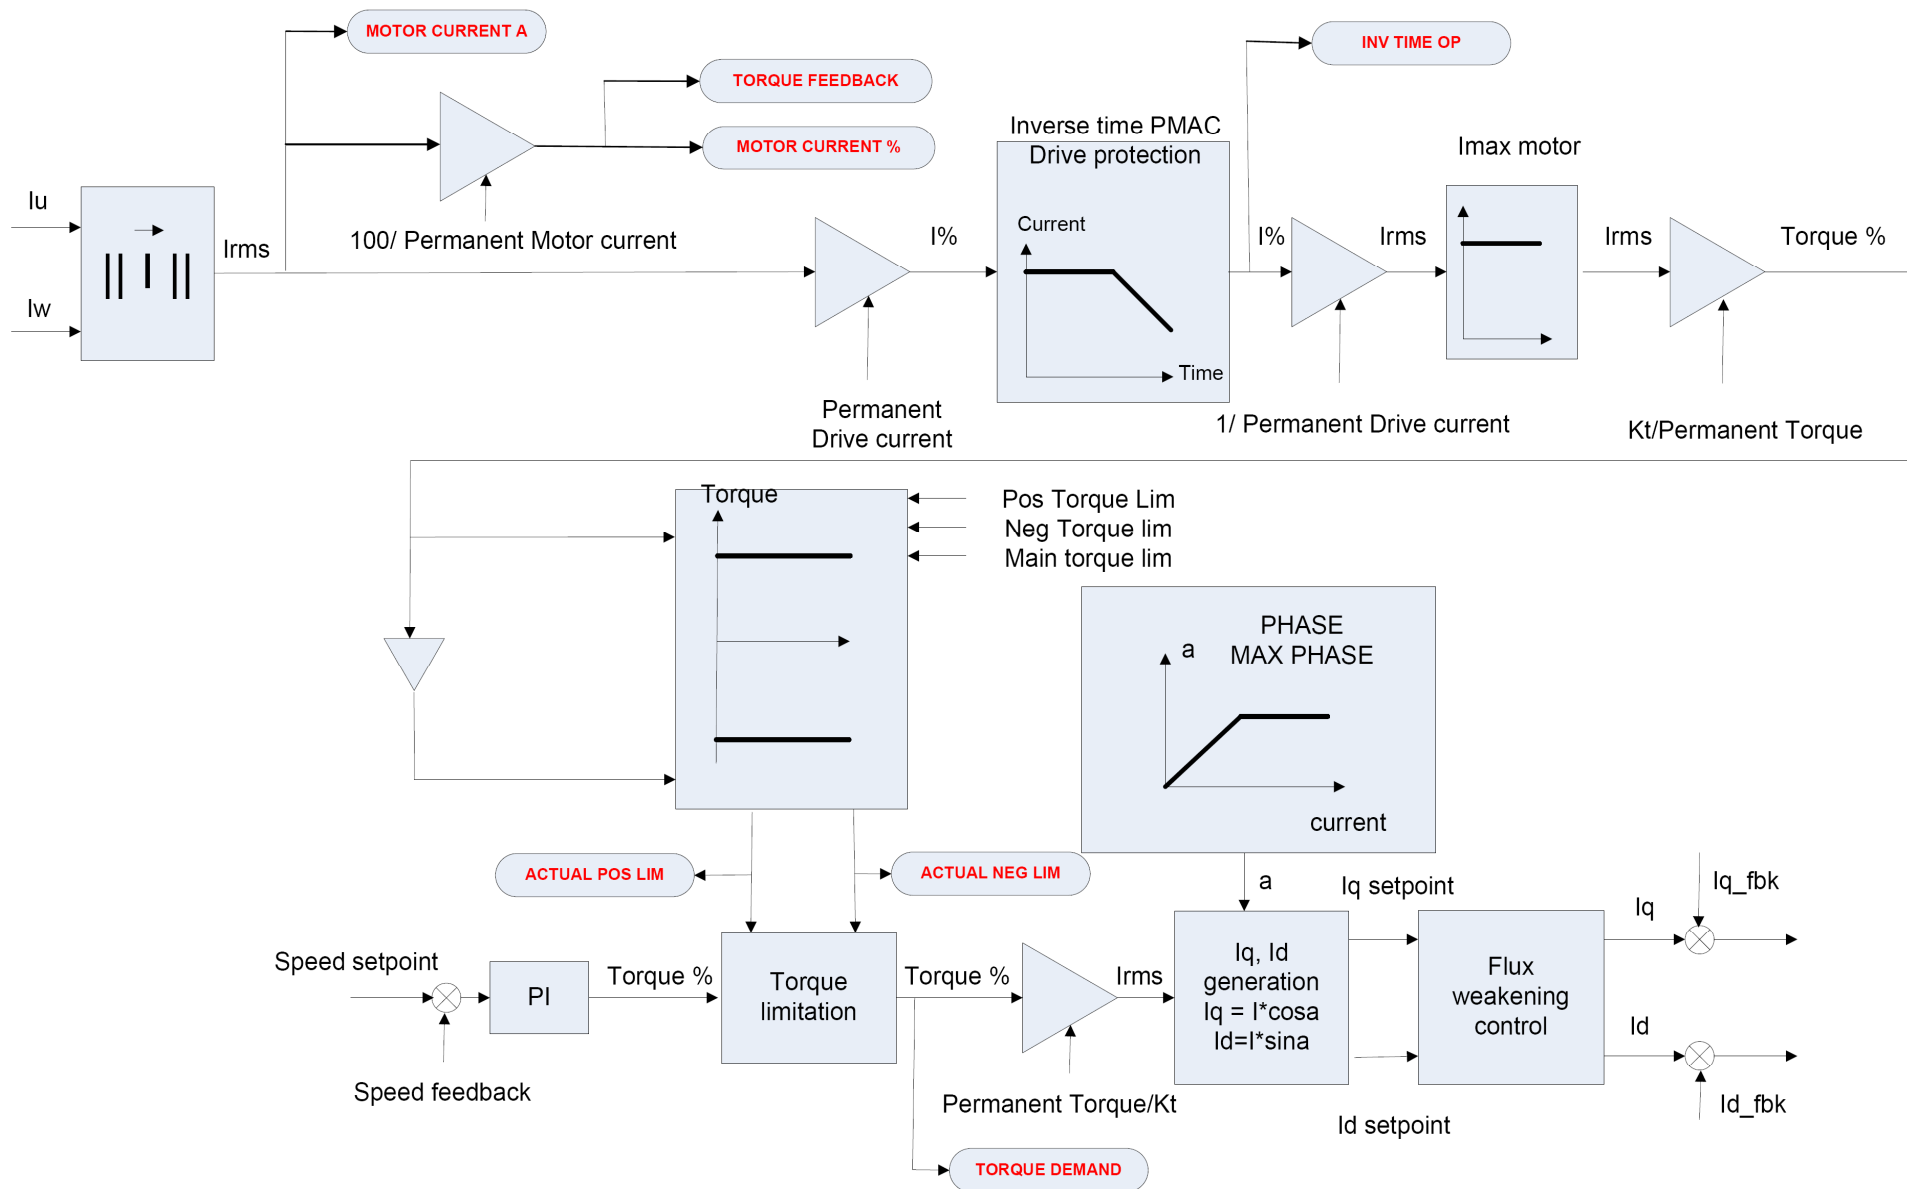 MOTOR CURRENT A
INV TIME OP
TORQUE FEEDBACK
MOTOR CURRENT %
Inverse time PMAC
Drive protection
Imax motor
Iu
Irms
100/ Permanent Motor current
I%
Current
I%
Irms
Irms
Torque %
Iw
|| I ||
Time
Permanent
Drive current
1/ Permanent Drive current
Kt/Permanent Torque
Torque
Pos Torque Lim
Neg Torque lim
Main torque lim
PHASE
MAX PHASE
a
current
ACTUAL POS LIM
ACTUAL NEG LIM
a
Iq setpoint
Iq_fbk
Iq
Speed setpoint
PI
Torque %
Torque
limitation
Torque %
Irms
Iq, Id
generation
Iq = I*cosa
Id=I*sina
Flux
weakening
control
Id
Speed feedback
Permanent Torque/Kt
Id setpoint
Id_fbk
TORQUE DEMAND